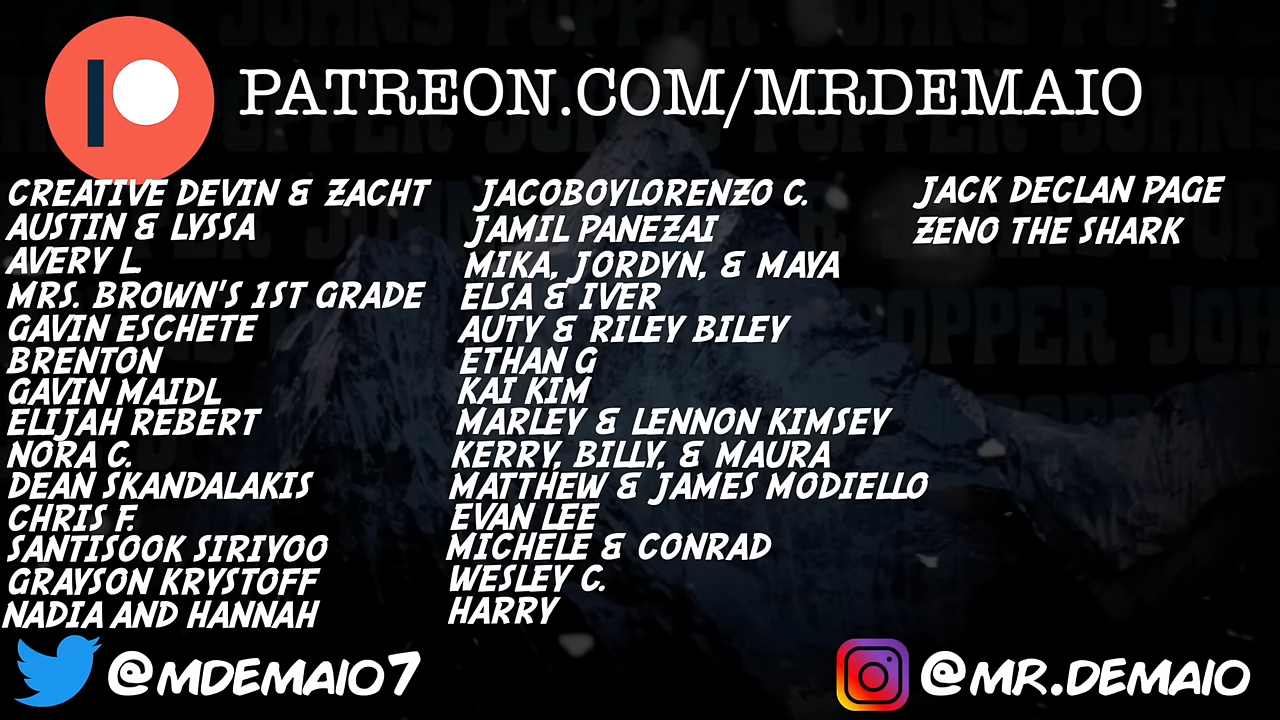 PATREON.COM/MRDEMAIO
CREATIVE DEVIN & ZACHT
AUSTIN & LYSSA
AVERY L.
MRS. BROWN'S 1ST GRADE
GAVIN ESCHETE
BRENTON
GAVIN MAIDL
ELIJAH REBERT
NORA C.
DEAN SKANDALAKIS
CHRIS F.
SANTISOOK SIRIYOO
GRAYSON KRYSTOFF
NADIA AND HANNAH
JACOBOYLORENZO C.
JAMIL PANEZAI
MIKA, JORDYN, & MAYA
ELSA & IVER
AUTY & RILEY BILEY
ETHAN G
KAI KIM
MARLEY & LENNON KIMSEY
KERRY, BILLY, & MAURA
MATTHEW & JAMES MODIELLO
EVAN LEE
MICHELE & CONRAD
WESLEY C.
HARRY
JACK DECLAN PAGE
ZENO THE SHARK
@MDEMAIO7
@MR.DEMAIO